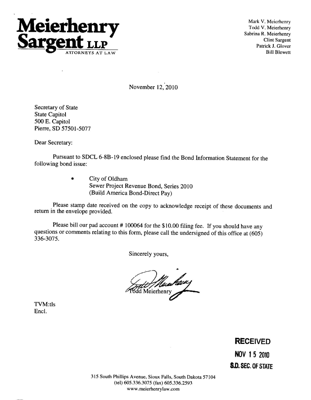 Meierhenry
Sargent LLP
ATTORNEYS AT LAW
Mark V. Meierhenry
Todd V. Meierhenry
Sabrina R. Meierhenry
Clint Sargent
Patrick J. Glover
Bill Blewett
November 12, 2010
Secretary of State
State Capitol
500 E. Capitol
Pierre, SD 57501-5077
Dear Secretary:
Pursuant to SDCL 6-8B-19 enclosed please find the Bond Information Statement for the
following bond issue:
• City of Oldham
Sewer Project Revenue Bond, Series 2010
(Build America Bond-Direct Pay)
Please stamp date received on the copy to acknowledge receipt of these documents and
return in the envelope provided.
Please bill our pad account # 100064 for the $10.00 filing fee. If you should have any
questions or comments relating to this form, please call the undersigned of this office at (605)
336-3075.
Sincerely yours,
Todd Meierhenry
TVM:tls
Encl.
RECEIVED
NOV 15 2010
S.D. SEC. OF STATE
315 South Phillips Avenue, Sioux Falls, South Dakota 57104
(tel) 605.336.3075 (fax) 605.336.2593
www.meierhenrylaw.com